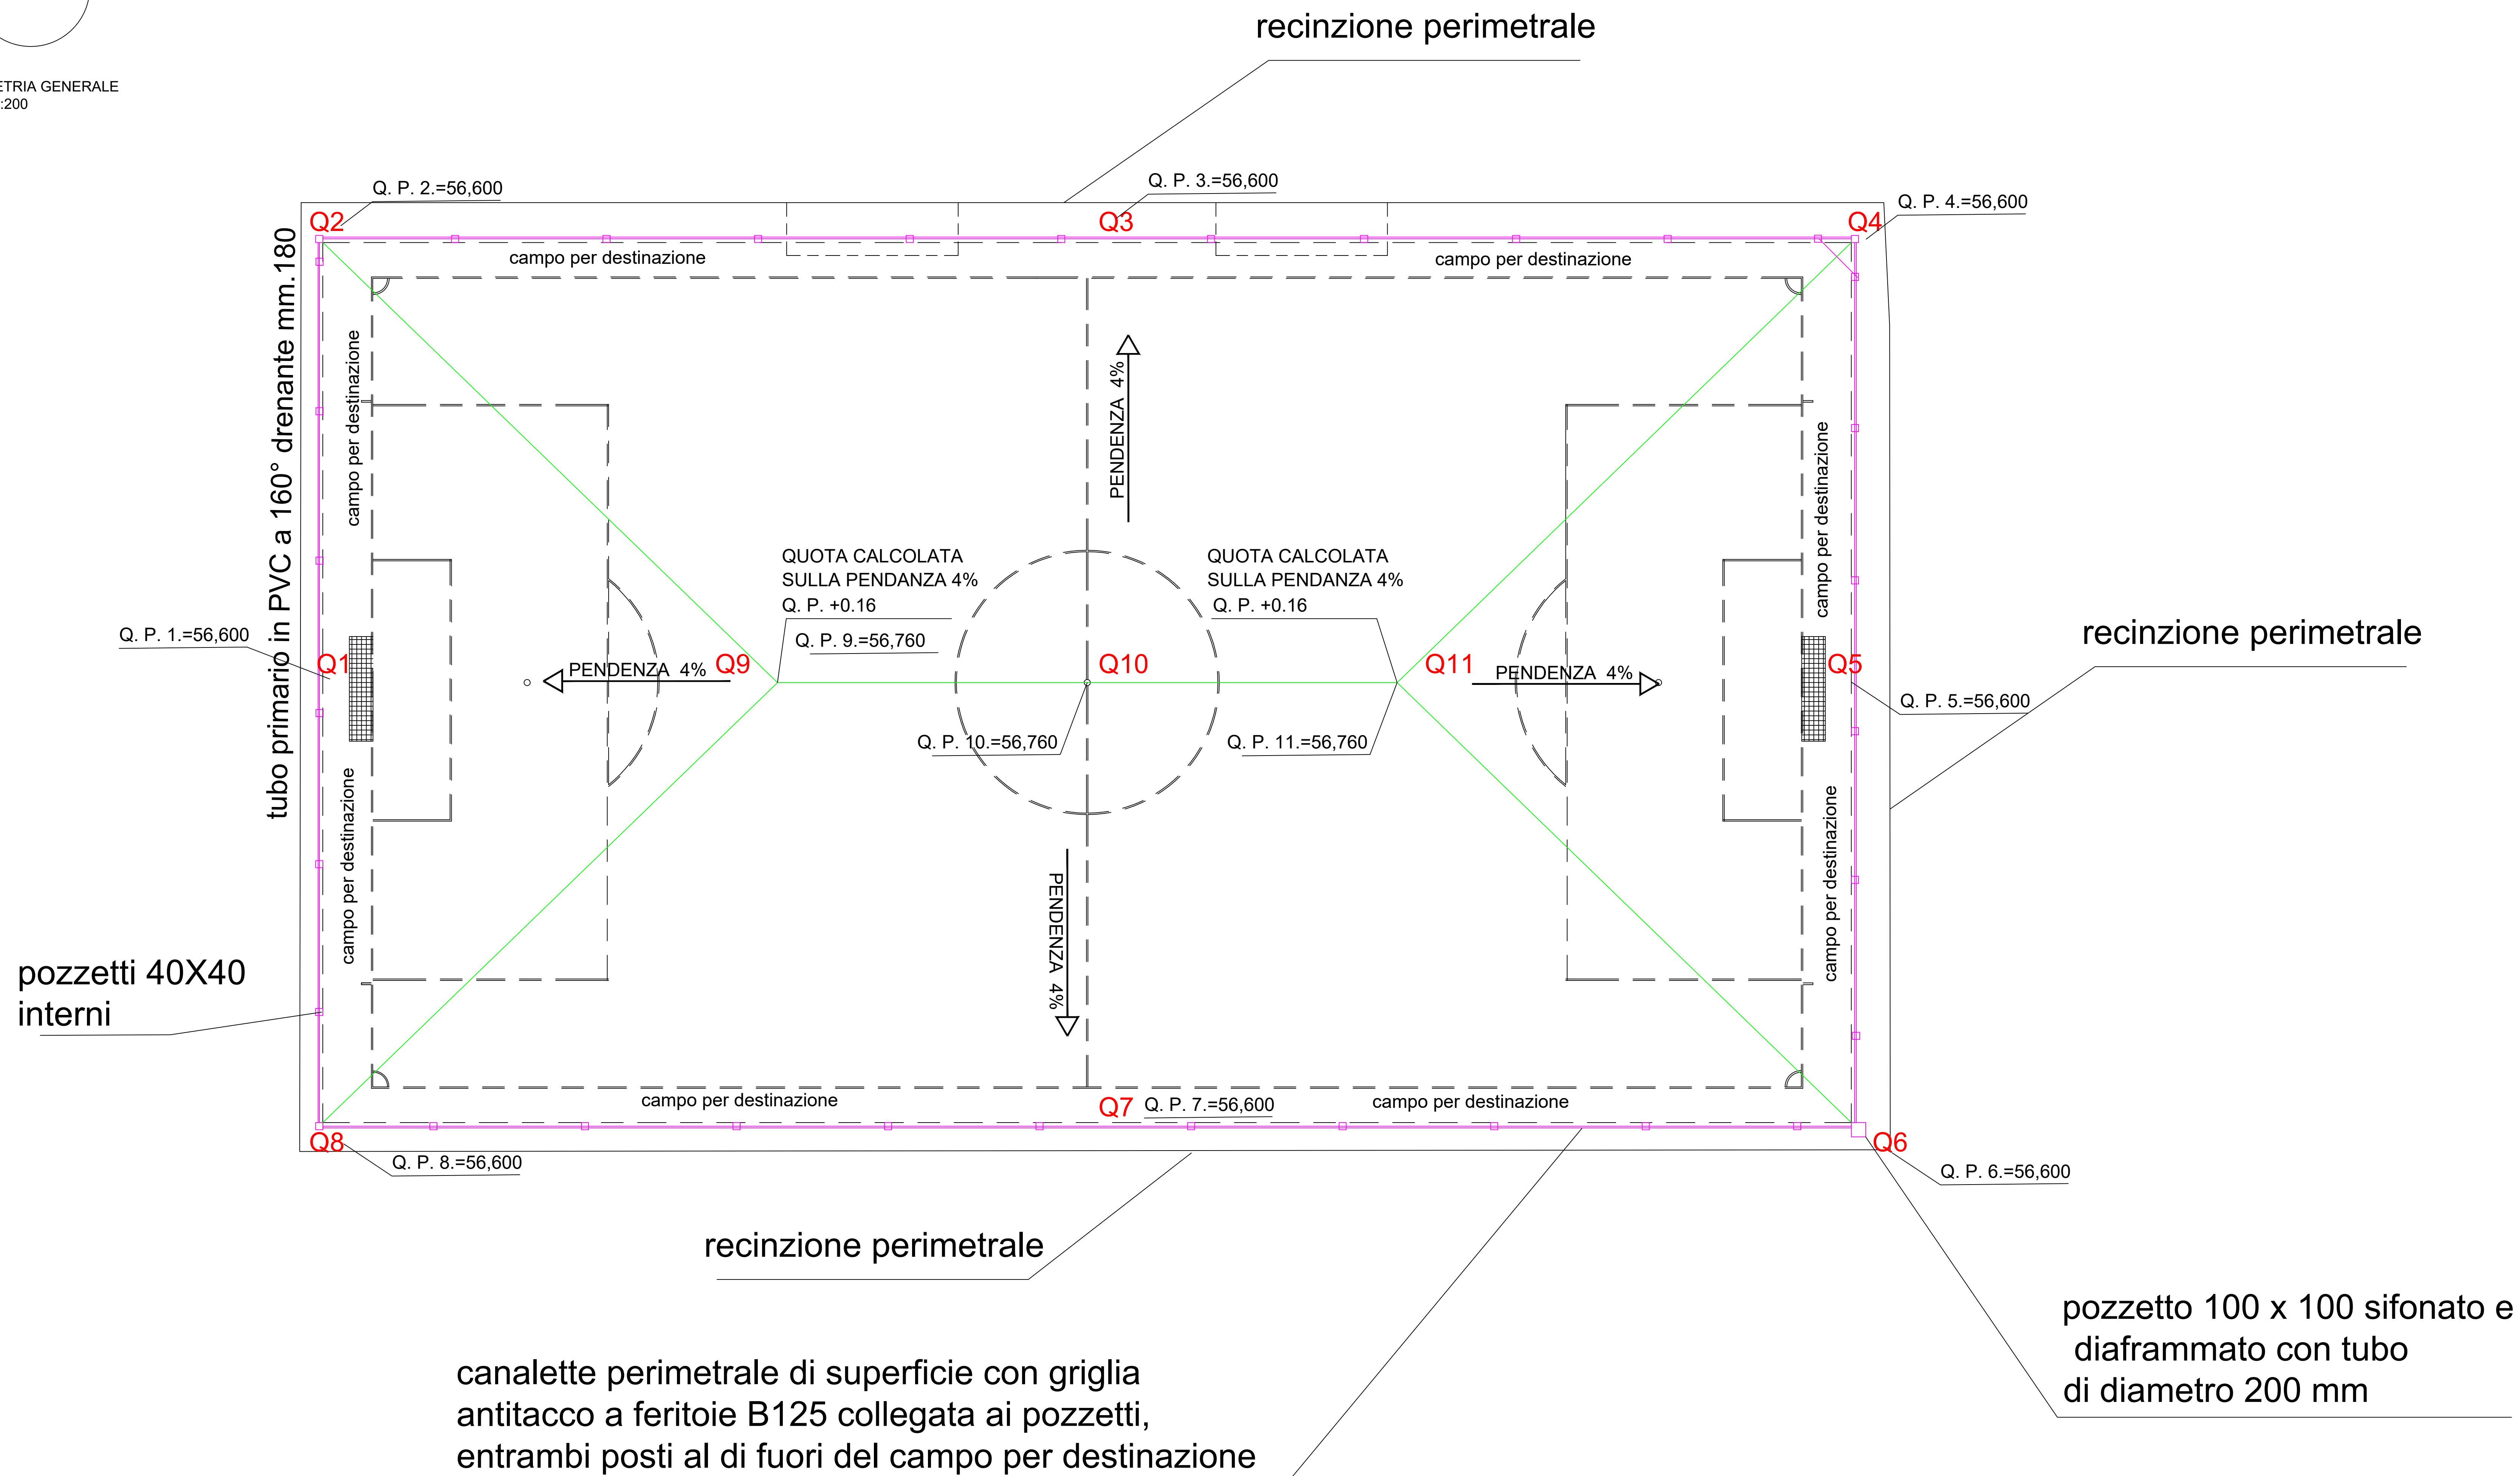 recinzione perimetrale
ETRIA GENERALE
:200
Q. P. 2.=56,600
Q. P. 3.=56,600
Q. P. 4.=56,600
Q2
Q3
Q4
campo per destinazione
campo per destinazione
tubo primario in PVC a 160° drenante mm.180
campo per destinazione
PENDENZA 4%
campo per destinazione
QUOTA CALCOLATA
SULLA PENDANZA 4%
Q. P. +0.16
Q. P. 9.=56,760
QUOTA CALCOLATA
SULLA PENDANZA 4%
Q. P. +0.16
Q. P. 1.=56,600
recinzione perimetrale
Q1
PENDENZA 4%
Q9
Q10
Q11
PENDENZA 4%
Q5
Q. P. 5.=56,600
Q. P. 10.=56,760
Q. P. 11.=56,760
campo per destinazione
PENDENZA 4%
campo per destinazione
pozzetti 40X40
interni
campo per destinazione
Q7
Q. P. 7.=56,600
campo per destinazione
Q8
Q6
Q. P. 8.=56,600
Q. P. 6.=56,600
recinzione perimetrale
pozzetto 100 x 100 sifonato e
diaframmato con tubo
di diametro 200 mm
canalette perimetrale di superficie con griglia
antitacco a feritoie B125 collegata ai pozzetti,
entrambi posti al di fuori del campo per destinazione